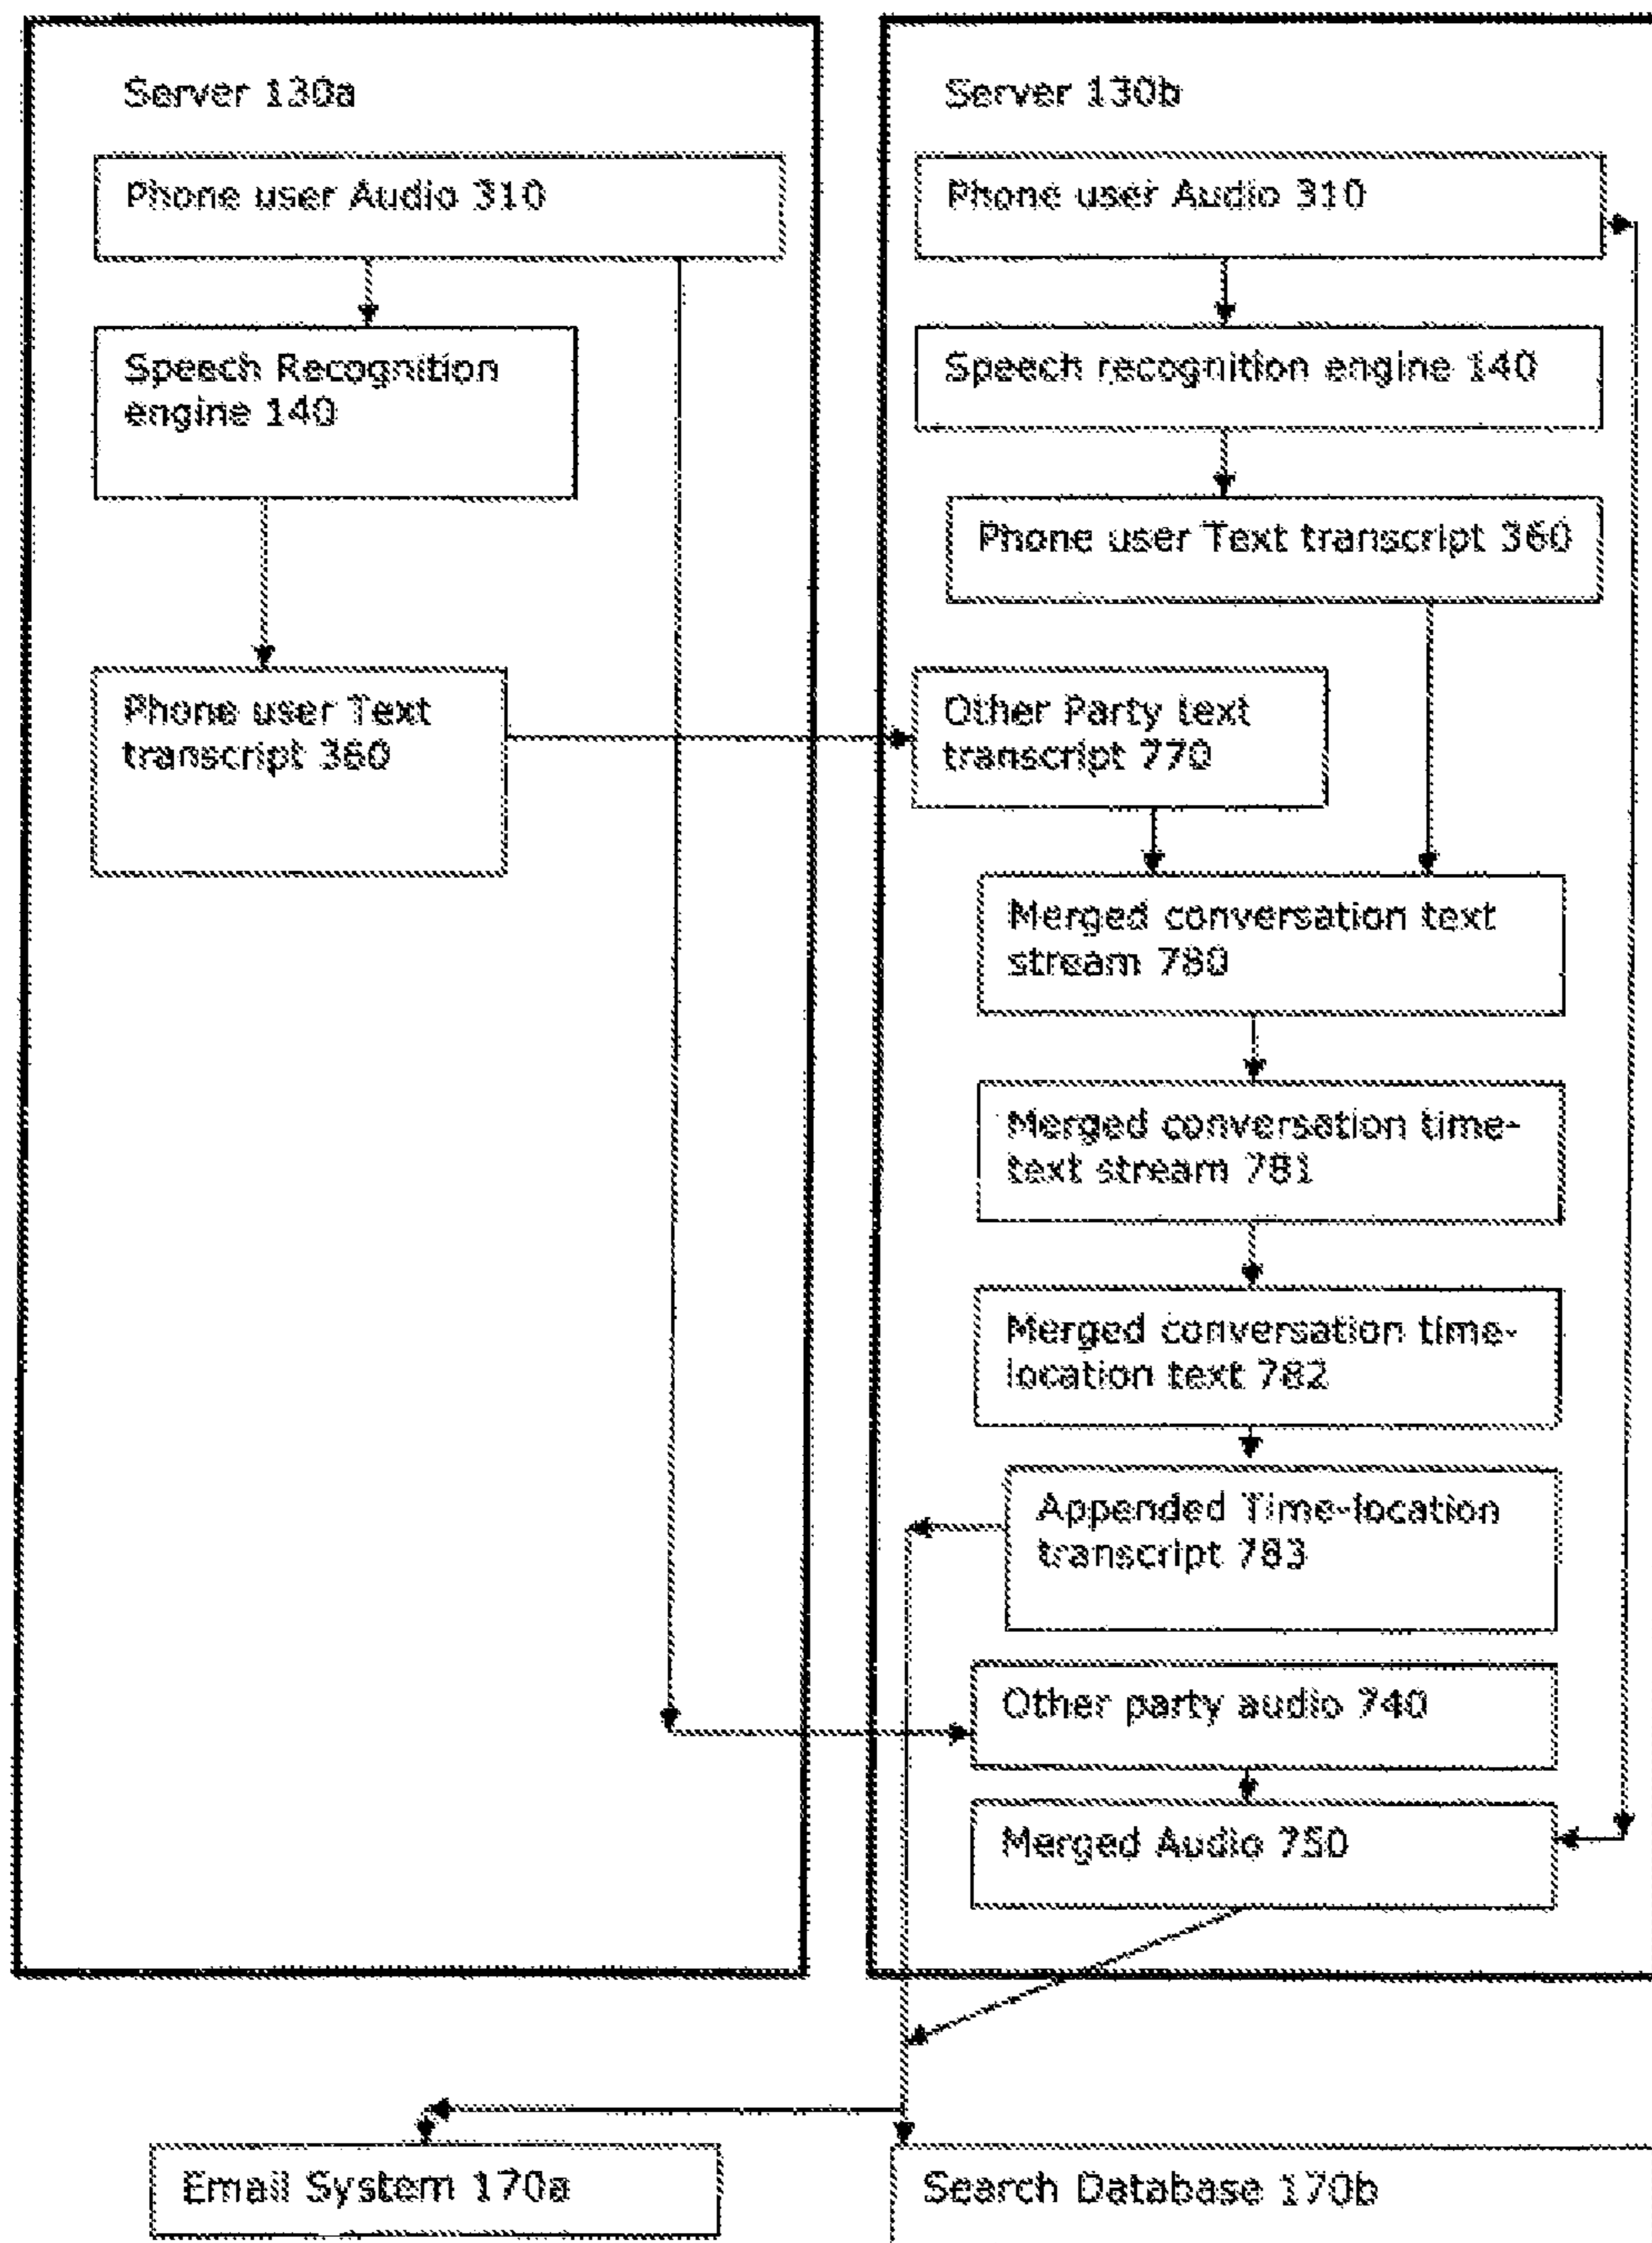 Server 130a
Phone user Audio 310
Speech Recognition
engine 140
Phone user Text
transcript 360
Server 130b
Phone user Audio 310
Speech recognition engine 140
Phone user Text transcript 360
Other Party text
transcript 770
Merged conversation text
stream 780
Merged conversation time-
text stream 781
Merged conversation time-
location text 782
Appended Time-location
transcript 783
Other party audio 740
Merged Audio 750
Email System 170a
Search Database 170b